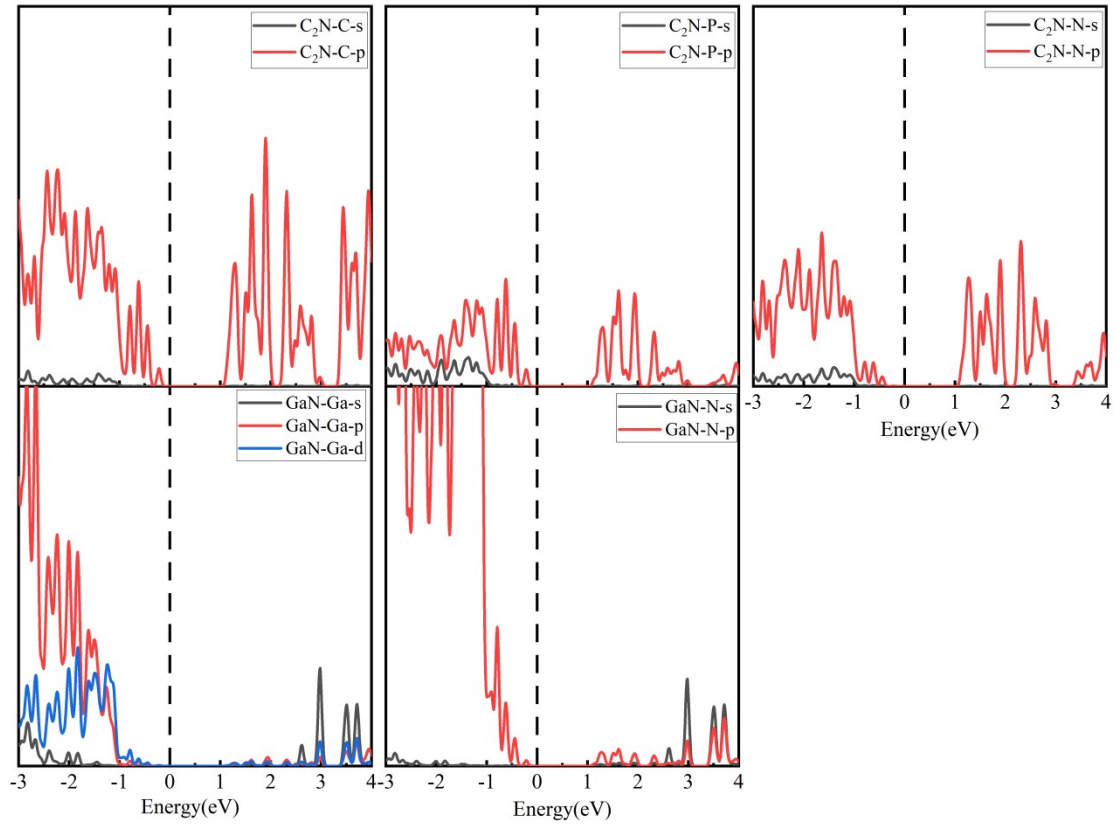 C₂N-C-s
C₂N-C-p
C₂N-P-s
C₂N-P-p
C₂N-N-s
C₂N-N-p
-3 -2 -1 0 1 2 3 4
Energy(eV)
GaN-Ga-s
GaN-Ga-p
GaN-Ga-d
-3 -2 -1 0 1 2 3 4
Energy(eV)
GaN-N-s
GaN-N-p
-3 -2 -1 0 1 2 3 4
Energy(eV)